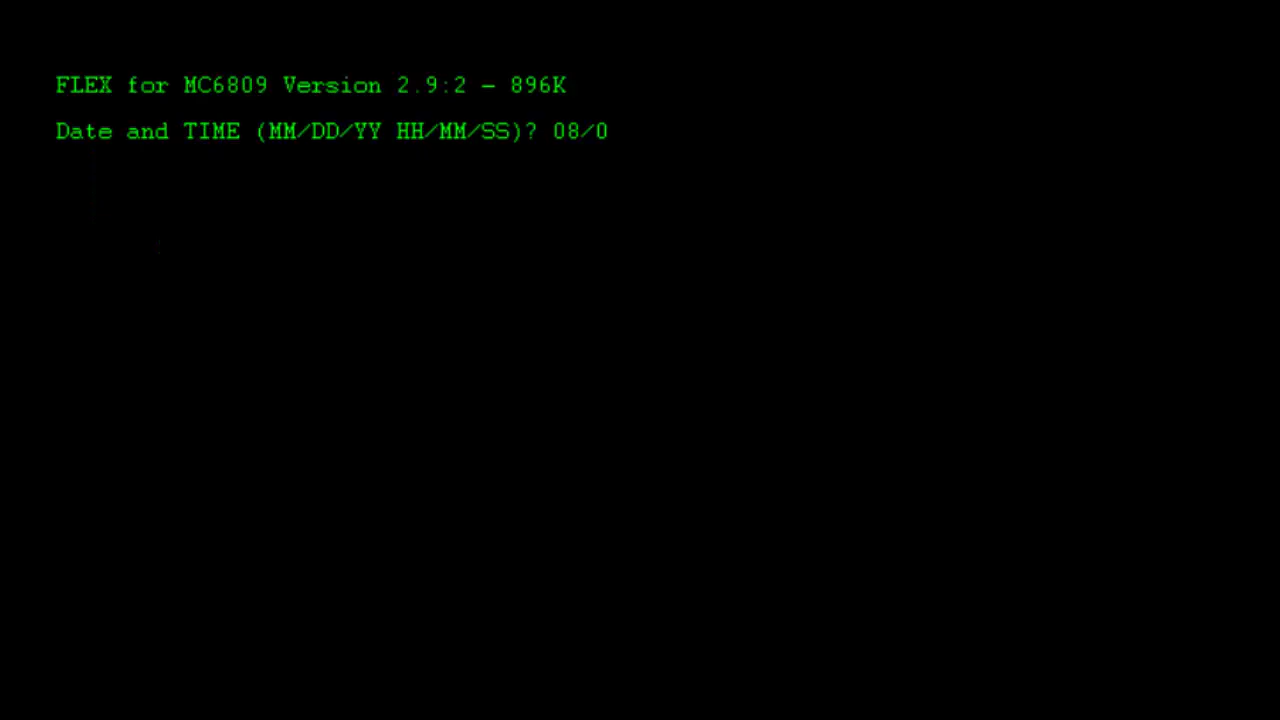 FLEX for MC6809 Version 2.9:2 - 896K
Date and TIME (MM/DD/YY HH/MM/SS)? 08/0